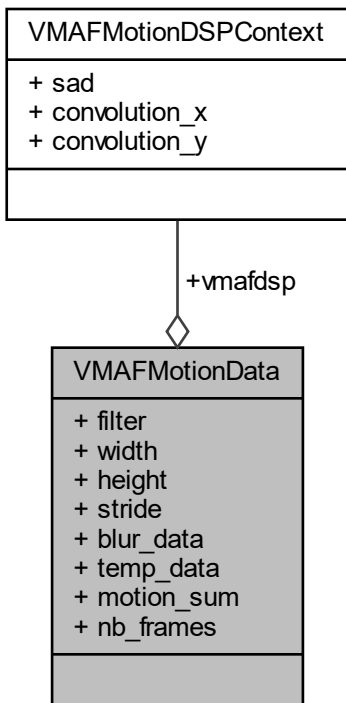 VMAFMotionDSPContext
+ sad
+ convolution_x
+ convolution_y
+vmafdsp
VMAFMotionData
+ filter
+ width
+ height
+ stride
+ blur_data
+ temp_data
+ motion_sum
+ nb_frames